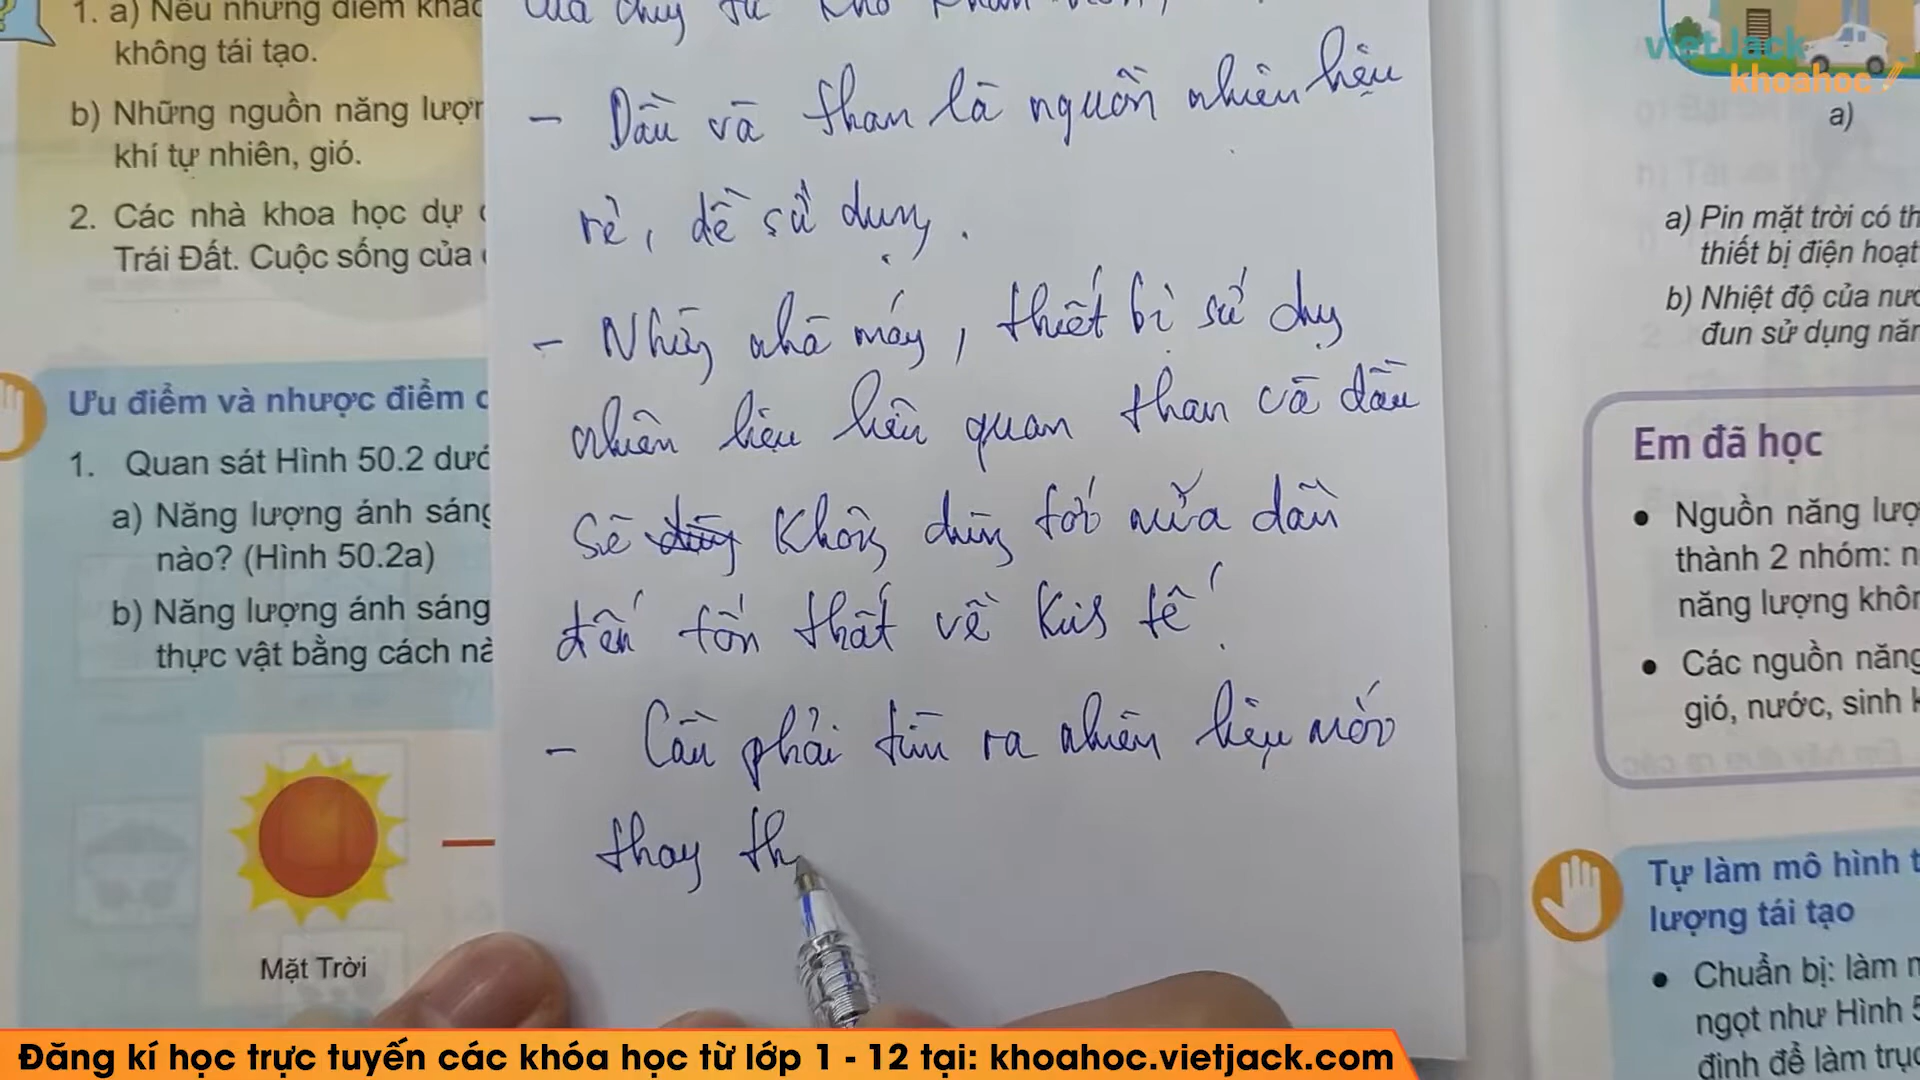 1. a) Nêu những điểm khác
không tái tạo.
b) Những nguồn năng lượn
khí tự nhiên, gió.
2. Các nhà khoa học dự
Trái Đất. Cuộc sống của
Ưu điểm và nhược điểm c
1. Quan sát Hình 50.2 dướ
a) Năng lượng ánh sáng
nào? (Hình 50.2a)
b) Năng lượng ánh sáng
thực vật bằng cách nà
Mặt Trời
- Dầu và than là nguồn nhiên liệu
rẻ, dễ sử dụng.
- Những nhà máy, thiết bị sử dụng
nhiên liệu liên quan than và dầu
sẽ không dùng tới nữa dẫn
đến tổn thất về kinh tế.
- Cần phải tìm ra nhiên liệu mới
thay th
vietJack
khoahoc
a)
a) Pin mặt trời có th
thiết bị điện hoạt
b) Nhiệt độ của nướ
đun sử dụng năn
Em đã học
• Nguồn năng lượ
thành 2 nhóm: n
năng lượng khôn
• Các nguồn năng
gió, nước, sinh k
Tự làm mô hình t
lượng tái tạo
• Chuẩn bị: làm m
ngọt như Hình 5
định để làm trục
Đăng kí học trực tuyến các khóa học từ lớp 1 - 12 tại: khoahoc.vietjack.com